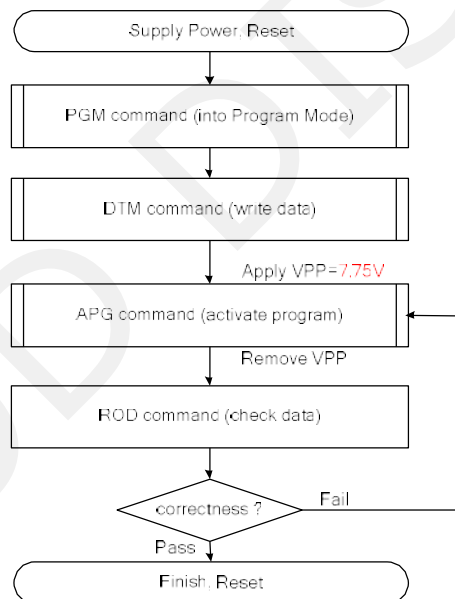 Supply Power, Reset
PGM command (into Program Mode)
DTM command (write data)
Apply VPP=7.75V
APG command (activate program)
Remove VPP
ROD command (check data)
correctness ?
Fail
Pass
Finish, Reset